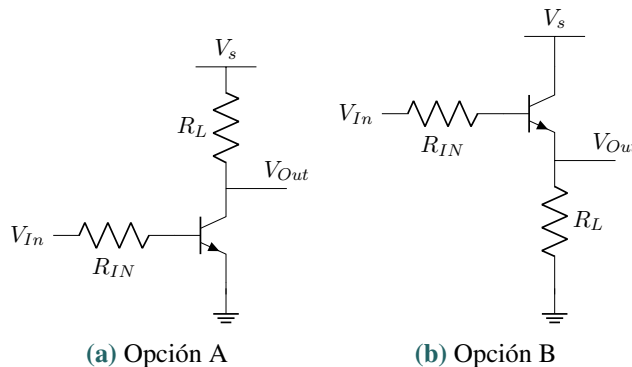 V_s
R_L
V_Out
V_In
R_IN
(a) Opción A
V_s
V_In
R_IN
V_Out
R_L
(b) Opción B